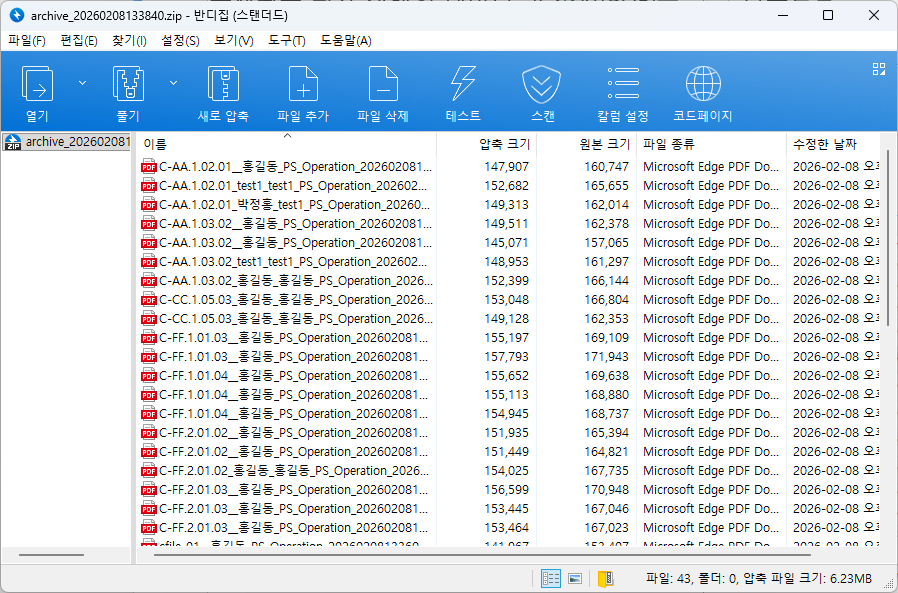 archive_20260208133840.zip - 반디집 (스탠더드)
파일(F) 편집(E) 찾기(I) 설정(S) 보기(V) 도구(T) 도움말(A)
열기 풀기 새로 압축 파일 추가 파일 삭제 테스트 스캔 칼럼 설정 코드페이지
archive_202602081
이름 압축 크기 원본 크기 파일 종류 수정한 날짜
C-AA.1.02.01__홍길동_PS_Operation_202602081... 147,907 160,747 Microsoft Edge PDF Do... 2026-02-08 오후
C-AA.1.02.01_test1_test1_PS_Operation_202602... 152,682 165,655 Microsoft Edge PDF Do... 2026-02-08 오후
C-AA.1.02.01_박정홍_test1_PS_Operation_20260... 149,313 162,014 Microsoft Edge PDF Do... 2026-02-08 오후
C-AA.1.03.02__홍길동_PS_Operation_202602081... 149,511 162,378 Microsoft Edge PDF Do... 2026-02-08 오후
C-AA.1.03.02__홍길동_PS_Operation_202602081... 145,071 157,065 Microsoft Edge PDF Do... 2026-02-08 오후
C-AA.1.03.02_test1_test1_PS_Operation_202602... 148,953 161,297 Microsoft Edge PDF Do... 2026-02-08 오후
C-AA.1.03.02_홍길동_홍길동_PS_Operation_2026... 152,399 166,144 Microsoft Edge PDF Do... 2026-02-08 오후
C-CC.1.05.03_홍길동_홍길동_PS_Operation_2026... 153,048 166,804 Microsoft Edge PDF Do... 2026-02-08 오후
C-CC.1.05.03_홍길동_홍길동_PS_Operation_2026... 149,128 162,353 Microsoft Edge PDF Do... 2026-02-08 오후
C-FF.1.01.03__홍길동_PS_Operation_202602081... 155,197 169,109 Microsoft Edge PDF Do... 2026-02-08 오후
C-FF.1.01.03__홍길동_PS_Operation_202602081... 157,793 171,943 Microsoft Edge PDF Do... 2026-02-08 오후
C-FF.1.01.04__홍길동_PS_Operation_202602081... 155,652 169,638 Microsoft Edge PDF Do... 2026-02-08 오후
C-FF.1.01.04__홍길동_PS_Operation_202602081... 155,113 168,880 Microsoft Edge PDF Do... 2026-02-08 오후
C-FF.1.01.04__홍길동_PS_Operation_202602081... 154,945 168,737 Microsoft Edge PDF Do... 2026-02-08 오후
C-FF.2.01.02__홍길동_PS_Operation_202602081... 151,935 165,394 Microsoft Edge PDF Do... 2026-02-08 오후
C-FF.2.01.02__홍길동_PS_Operation_202602081... 151,449 164,821 Microsoft Edge PDF Do... 2026-02-08 오후
C-FF.2.01.02_홍길동_홍길동_PS_Operation_2026... 154,025 167,735 Microsoft Edge PDF Do... 2026-02-08 오후
C-FF.2.01.03__홍길동_PS_Operation_202602081... 156,599 170,948 Microsoft Edge PDF Do... 2026-02-08 오후
C-FF.2.01.03__홍길동_PS_Operation_202602081... 153,445 167,046 Microsoft Edge PDF Do... 2026-02-08 오후
C-FF.2.01.03__홍길동_PS_Operation_202602081... 153,464 167,023 Microsoft Edge PDF Do... 2026-02-08 오후
파일: 43, 폴더: 0, 압축 파일 크기: 6.23MB